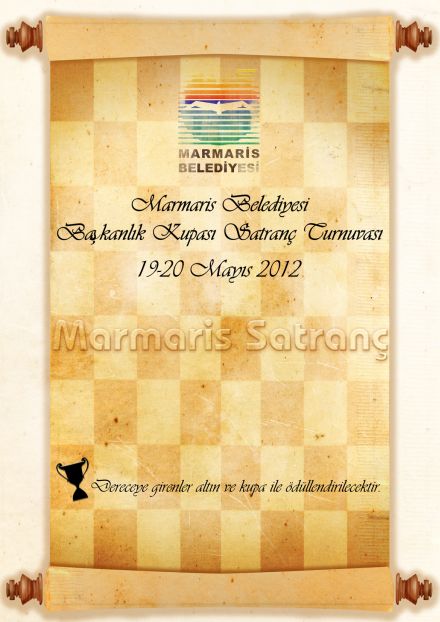 MARMARİS
BELEDİYESİ
Marmaris Belediyesi
Başkanlık Kupası Satranç Turnuvası
19-20 Mayıs 2012
Marmaris Satranç
Dereceye girenler altın ve kupa ile ödüllendirilecektir.